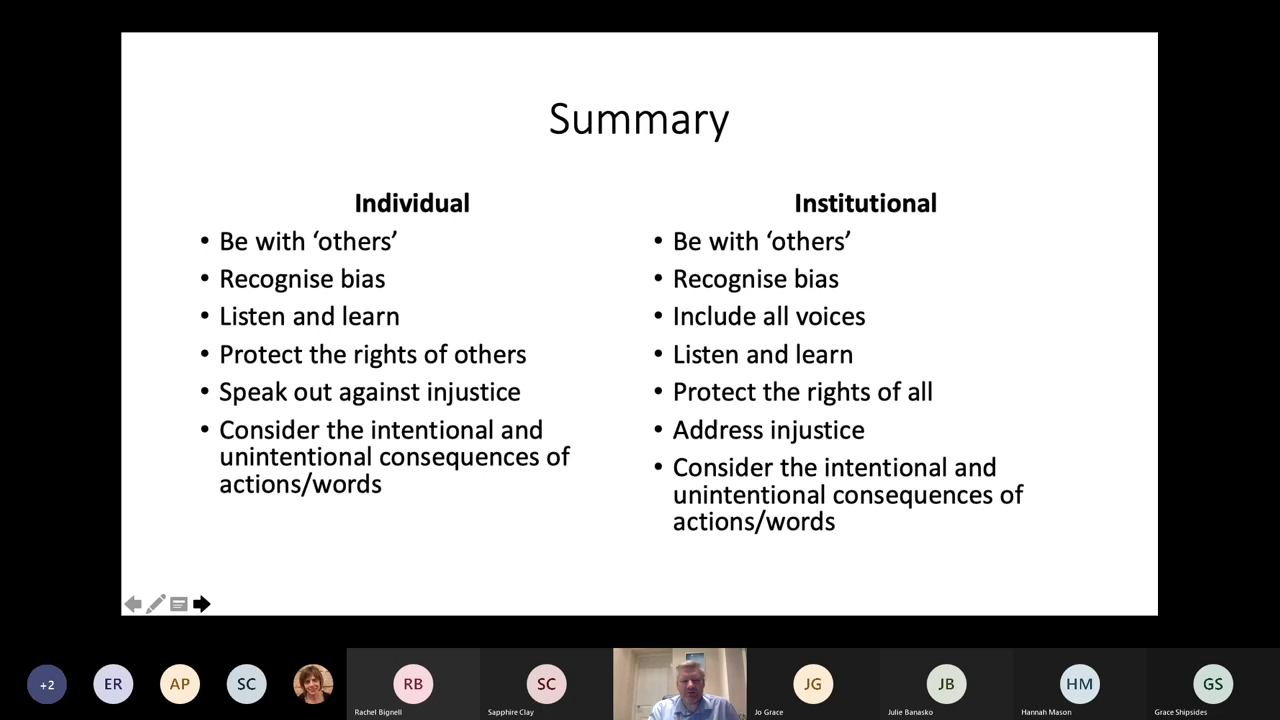 Summary
Individual
• Be with ‘others’
• Recognise bias
• Listen and learn
• Protect the rights of others
• Speak out against injustice
• Consider the intentional and
unintentional consequences of
actions/words
Institutional
• Be with ‘others’
• Recognise bias
• Include all voices
• Listen and learn
• Protect the rights of all
• Address injustice
• Consider the intentional and
unintentional consequences of
actions/words
+2
ER
AP
SC
RB
Rachel Bignell
SC
Sapphire Clay
JG
Jo Grace
JB
Julie Banasko
HM
Hannah Mason
GS
Grace Shipsides